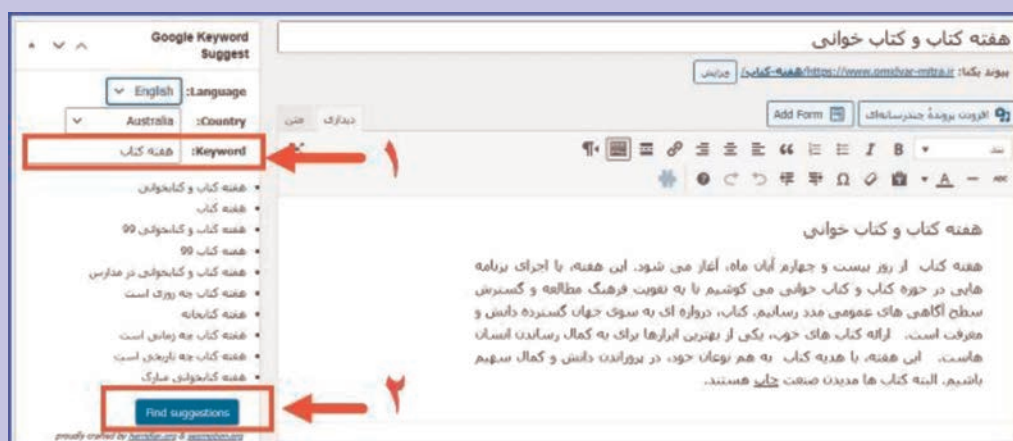 هفته کتاب و کتاب خوانی
پیوند یکتا: https://www.omidvar-mitra.ir/هفته-کتاب/ ویرایش
افزودن پروندهٔ چندرسانه‌ای
Add Form
دیداری
متن
بند
B
I
هفته کتاب و کتاب خوانی
هفته کتاب از روز بیست و چهارم آبان ماه، آغاز می شود. این هفته، با اجرای برنامه
هایی در حوزه کتاب و کتاب خوانی می کوشیم تا به تقویت فرهنگ مطالعه و گسترش
سطح آگاهی های عمومی مدد رسانیم. کتاب، دروازه ای به سوی جهان گسترده دانش و
معرفت است. ارائه کتاب های خوب، یکی از بهترین ابزارها برای به کمال رساندن انسان
هاست. این هفته، با هدیه کتاب به هم نوعان خود، در پروراندن دانش و کمال سهیم
باشیم. البته کتاب ها مدیدن صنعت چاپ هستند.
Google Keyword
Suggest
Language: English
Country: Australia
Keyword: هفته کتاب
۱
هفته کتاب و کتابخوانی
هفته کتاب
هفته کتاب و کتابخوانی 99
هفته کتاب 99
هفته کتاب و کتابخوانی در مدارس
هفته کتاب چه روزی است
هفته کتابخانه
هفته کتاب چه زمانی است
هفته کتاب چه تاریخی است
هفته کتابخوانی مبارک
Find suggestions
۲
proudly crafted by